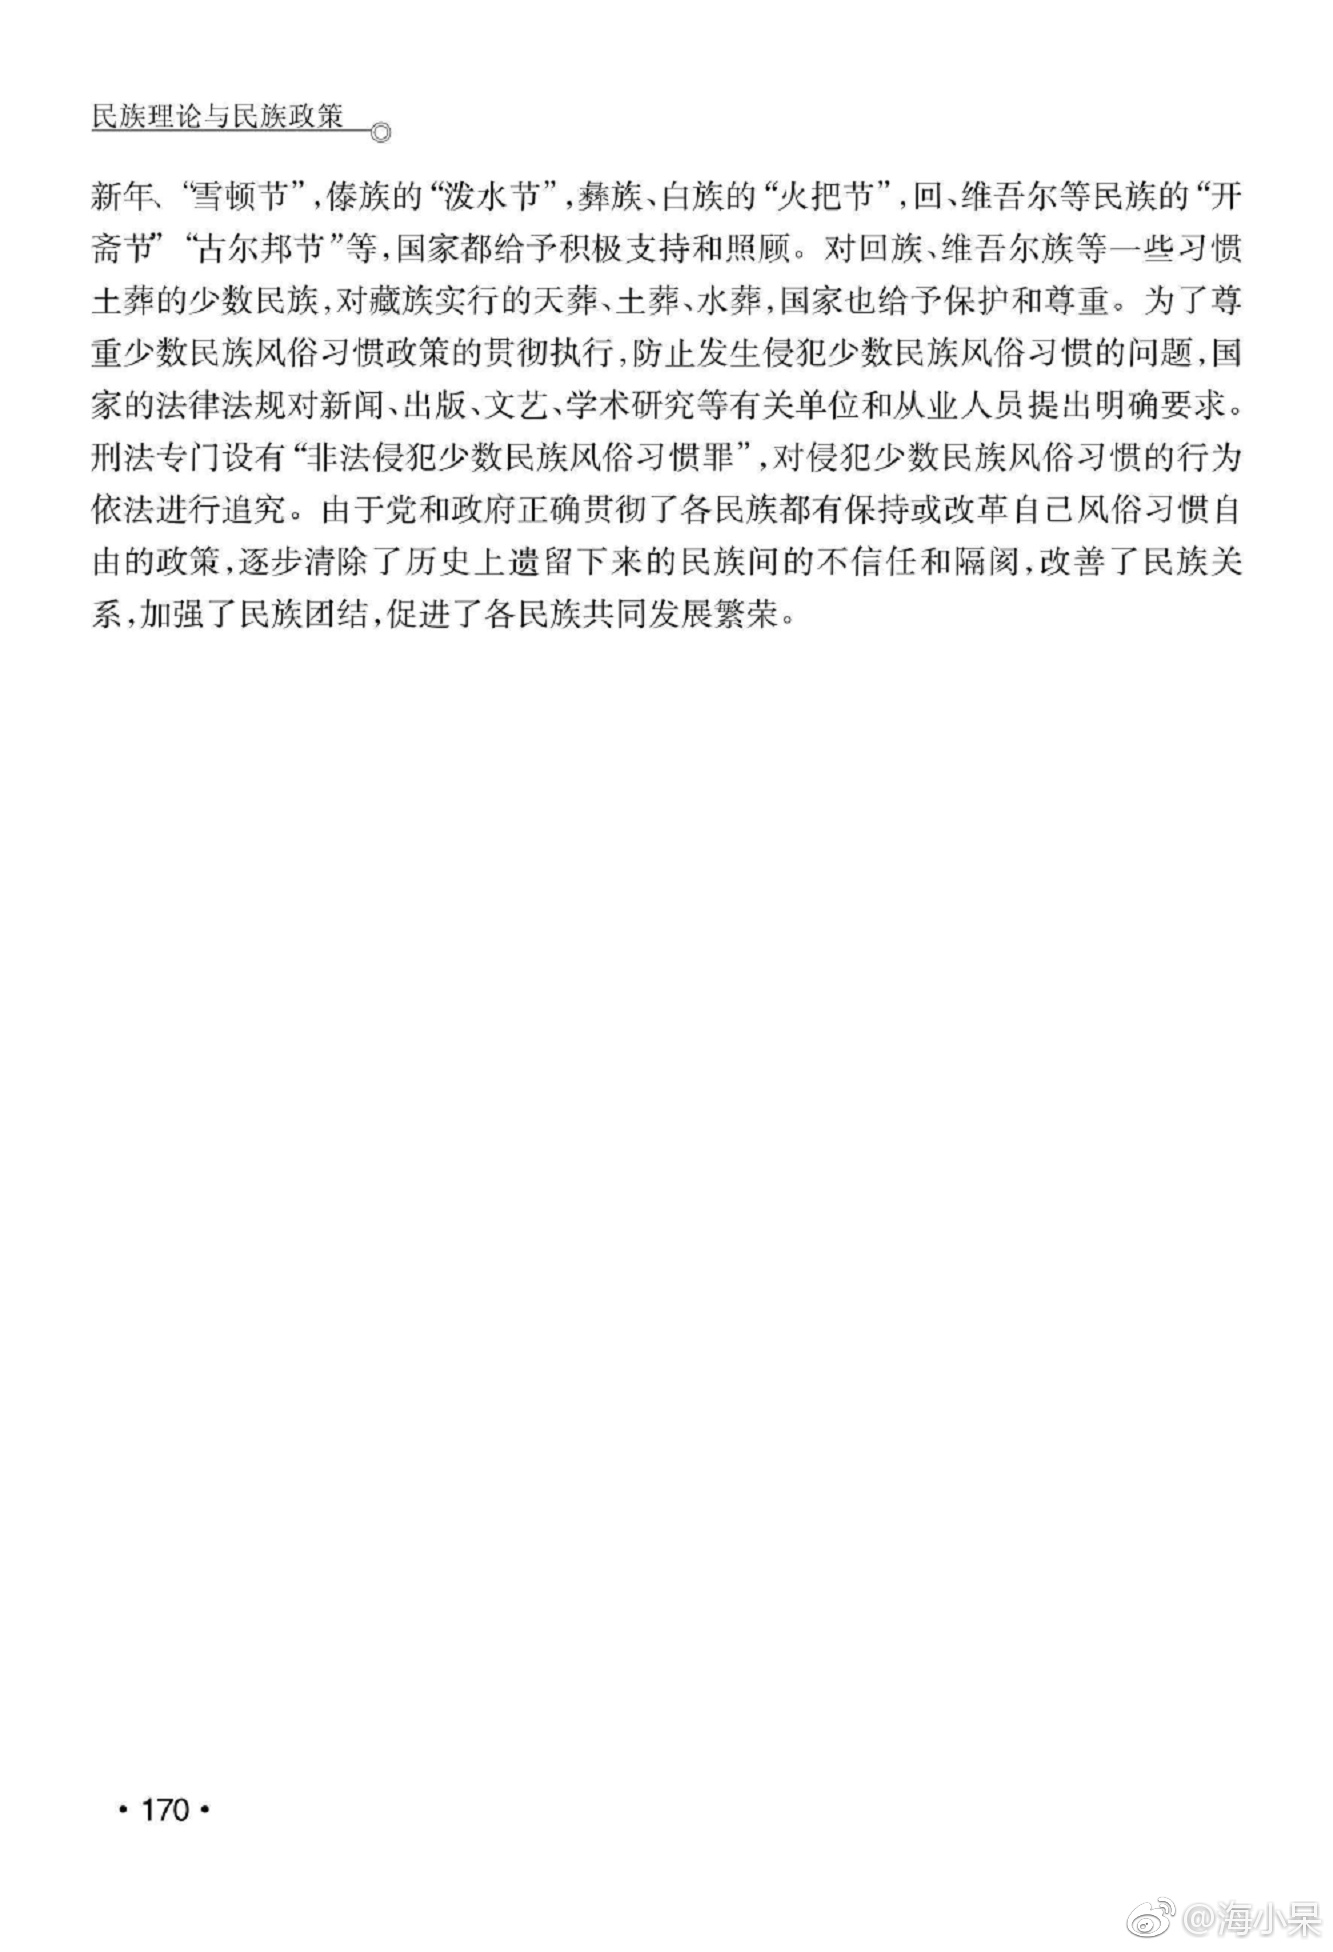 民族理论与民族政策
新年、“雪顿节”,傣族的“泼水节”,彝族、白族的“火把节”,回、维吾尔等民族的“开
斋节”“古尔邦节”等,国家都给予积极支持和照顾。对回族、维吾尔族等一些习惯
土葬的少数民族,对藏族实行的天葬、土葬、水葬,国家也给予保护和尊重。为了尊
重少数民族风俗习惯政策的贯彻执行,防止发生侵犯少数民族风俗习惯的问题,国
家的法律法规对新闻、出版、文艺、学术研究等有关单位和从业人员提出明确要求。
刑法专门设有“非法侵犯少数民族风俗习惯罪”,对侵犯少数民族风俗习惯的行为
依法进行追究。由于党和政府正确贯彻了各民族都有保持或改革自己风俗习惯自
由的政策,逐步清除了历史上遗留下来的民族间的不信任和隔阂,改善了民族关
系,加强了民族团结,促进了各民族共同发展繁荣。
·170·
@海小呆